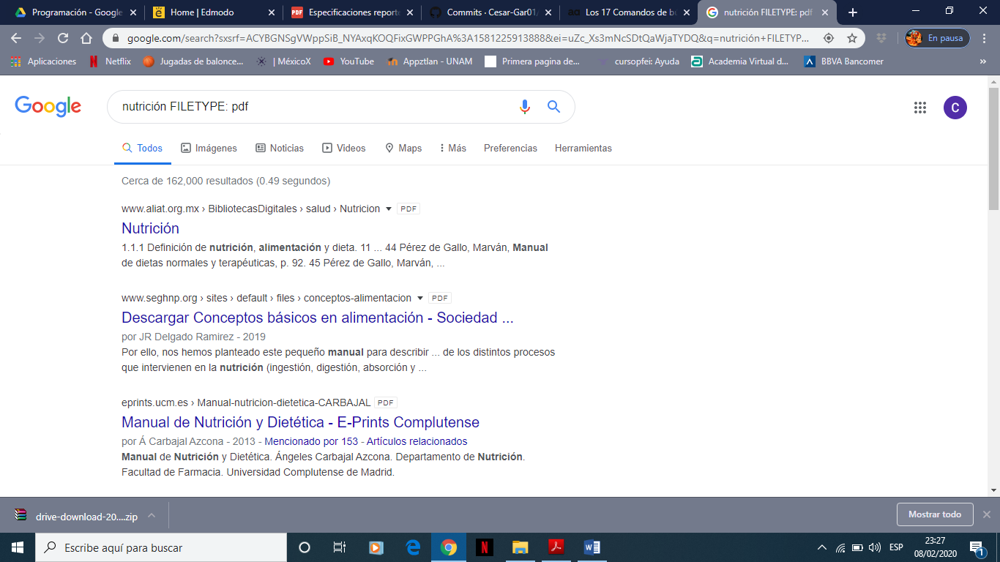 Programación - Google
Home | Edmodo
Especificaciones reporte
Commits · Cesar-Gar01/
Los 17 Comandos de bu
nutrición FILETYPE: pdf
google.com/search?sxsrf=ACYBGNSgVWppSiB_NYAxqKOQFixGWPPGhA%3A1581225913888&ei=uZc_Xs3mNcSDtQaWjaTYDQ&q=nutrición+FILETYP...
En pausa
Aplicaciones
Netflix
Jugadas de balonce...
| MéxicoX
YouTube
Appztlan - UNAM
Primera pagina de...
cursopfei: Ayuda
Academia Virtual d...
BBVA Bancomer
»
Google
nutrición FILETYPE: pdf
C
Todos
Imágenes
Noticias
Videos
Maps
Más
Preferencias
Herramientas
Cerca de 162,000 resultados (0.49 segundos)
www.aliat.org.mx › BibliotecasDigitales › salud › Nutricion PDF
Nutrición
1.1.1 Definición de nutrición, alimentación y dieta. 11 ... 44 Pérez de Gallo, Marván, Manual
de dietas normales y terapéuticas, p. 92. 45 Pérez de Gallo, Marván, ...
www.seghnp.org › sites › default › files › conceptos-alimentacion PDF
Descargar Conceptos básicos en alimentación - Sociedad ...
por JR Delgado Ramirez - 2019
Por ello, nos hemos planteado este pequeño manual para describir ... de los distintos procesos
que intervienen en la nutrición (ingestión, digestión, absorción y ...
eprints.ucm.es › Manual-nutricion-dietetica-CARBAJAL PDF
Manual de Nutrición y Dietética - E-Prints Complutense
por Á Carbajal Azcona - 2013 - Mencionado por 153 - Artículos relacionados
Manual de Nutrición y Dietética. Ángeles Carbajal Azcona. Departamento de Nutrición.
Facultad de Farmacia. Universidad Complutense de Madrid.
drive-download-20....zip
Mostrar todo
Escribe aquí para buscar
ESP
23:27
08/02/2020
1